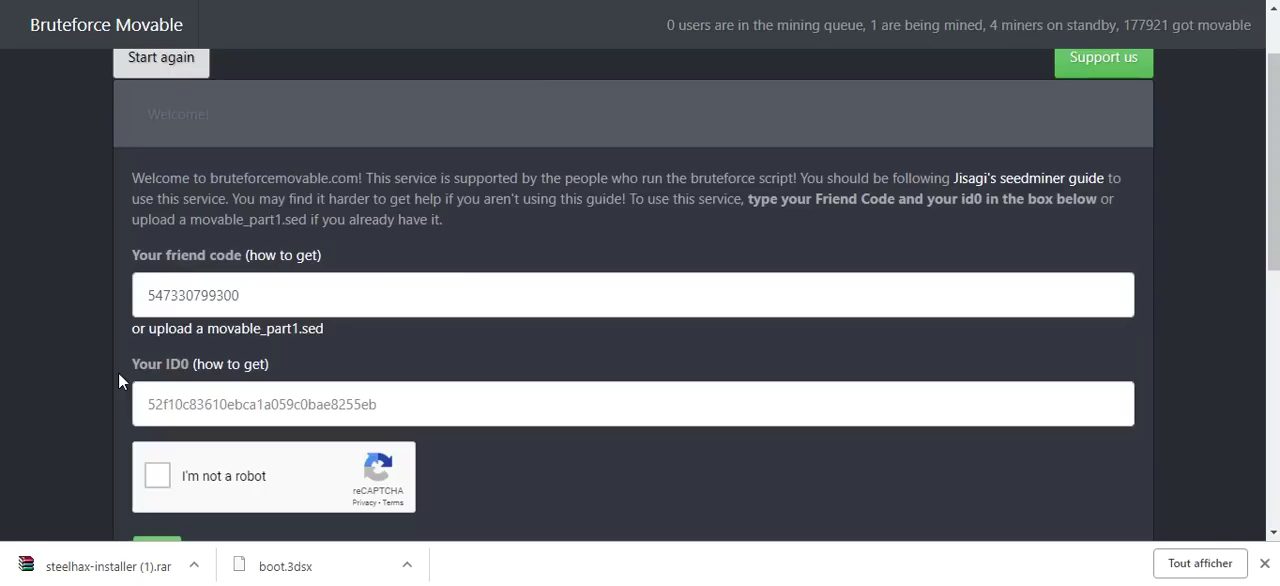 Bruteforce Movable
0 users are in the mining queue, 1 are being mined, 4 miners on standby, 177921 got movable
Start again
Support us
Welcome!
Welcome to bruteforcemovable.com! This service is supported by the people who run the bruteforce script! You should be following Jisagi's seedminer guide to
use this service. You may find it harder to get help if you aren't using this guide! To use this service, type your Friend Code and your id0 in the box below or
upload a movable_part1.sed if you already have it.
Your friend code (how to get)
547330799300
or upload a movable_part1.sed
Your ID0 (how to get)
52f10c83610ebca1a059c0bae8255eb
I'm not a robot
reCAPTCHA
Privacy - Terms
steelhax-installer (1).rar
boot.3dsx
Tout afficher